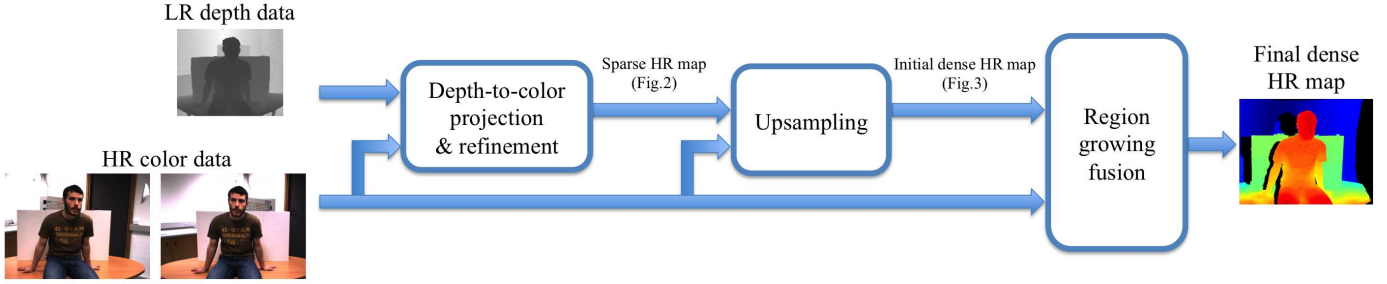 LR depth data
HR color data
Depth-to-color
projection
& refinement
Sparse HR map
(Fig.2)
Upsampling
Initial dense HR map
(Fig.3)
Region
growing
fusion
Final dense
HR map